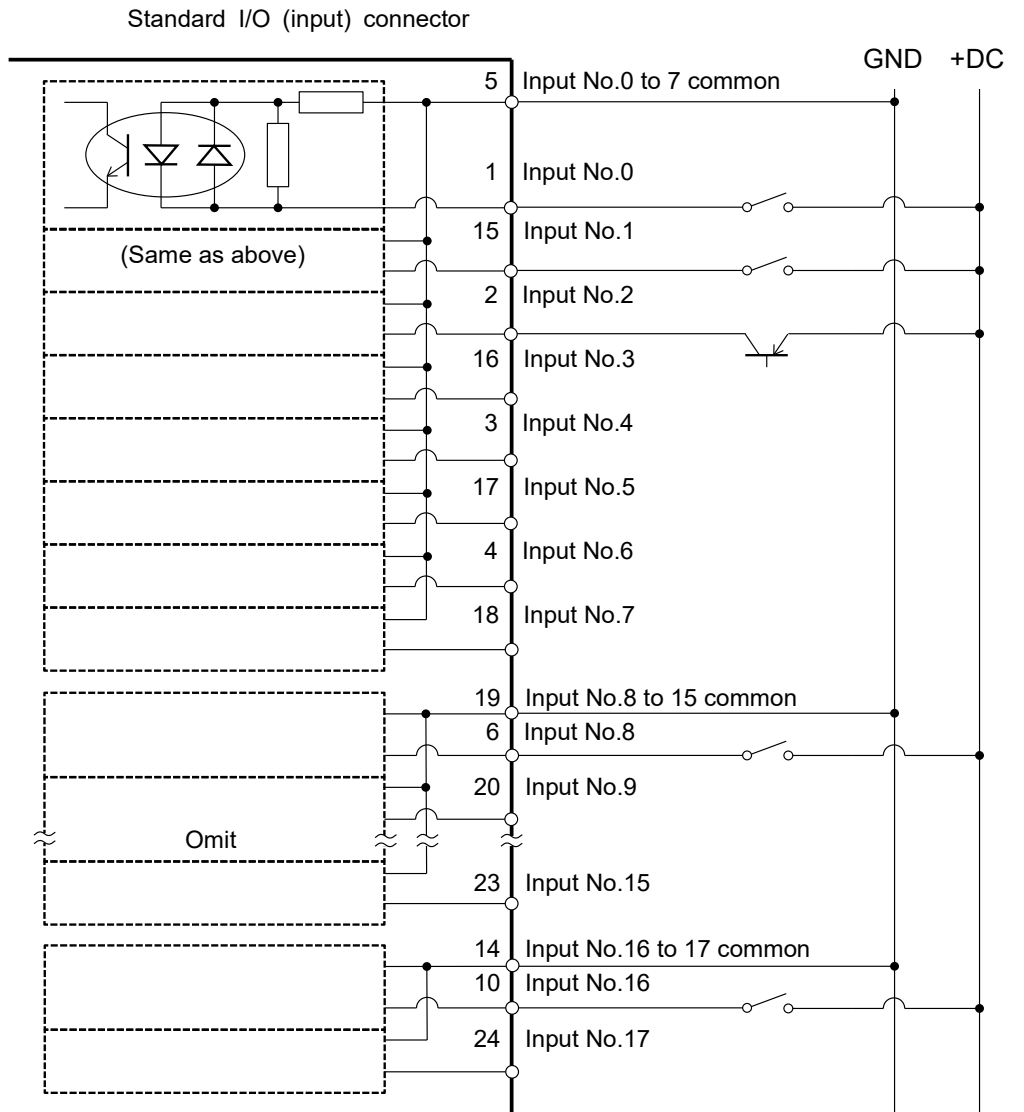 Standard I/O (input) connector
GND +DC
5 Input No.0 to 7 common
1 Input No.0
15 Input No.1
(Same as above)
2 Input No.2
16 Input No.3
3 Input No.4
17 Input No.5
4 Input No.6
18 Input No.7
19 Input No.8 to 15 common
6 Input No.8
20 Input No.9
Omit
23 Input No.15
14 Input No.16 to 17 common
10 Input No.16
24 Input No.17